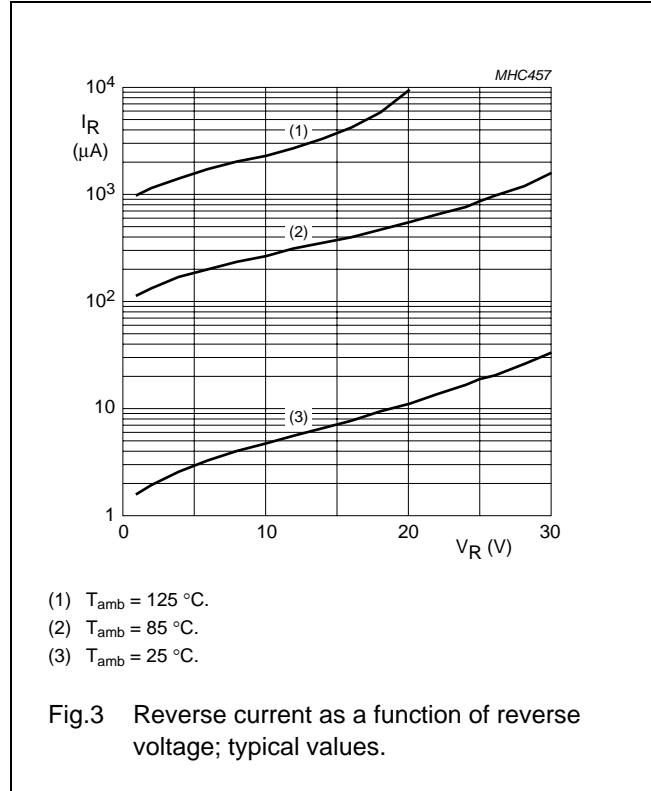 MHC457
10⁴
I_R
(μA)
(1)
10³
(2)
10²
10
(3)
1
0 10 20 30
V_R (V)
(1) T_amb = 125 °C.
(2) T_amb = 85 °C.
(3) T_amb = 25 °C.
Fig.3 Reverse current as a function of reverse
voltage; typical values.